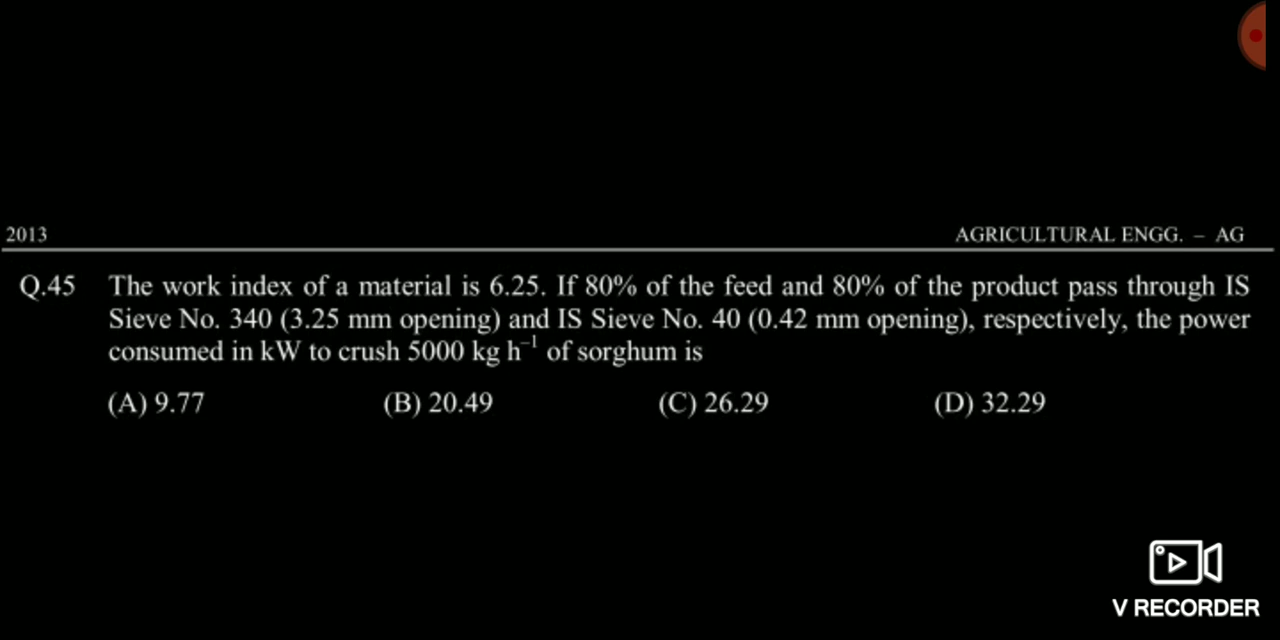 2013 AGRICULTURAL ENGG. – AG
Q.45 The work index of a material is 6.25. If 80% of the feed and 80% of the product pass through IS
Sieve No. 340 (3.25 mm opening) and IS Sieve No. 40 (0.42 mm opening), respectively, the power
consumed in kW to crush 5000 kg h⁻¹ of sorghum is
(A) 9.77 (B) 20.49 (C) 26.29 (D) 32.29
V RECORDER